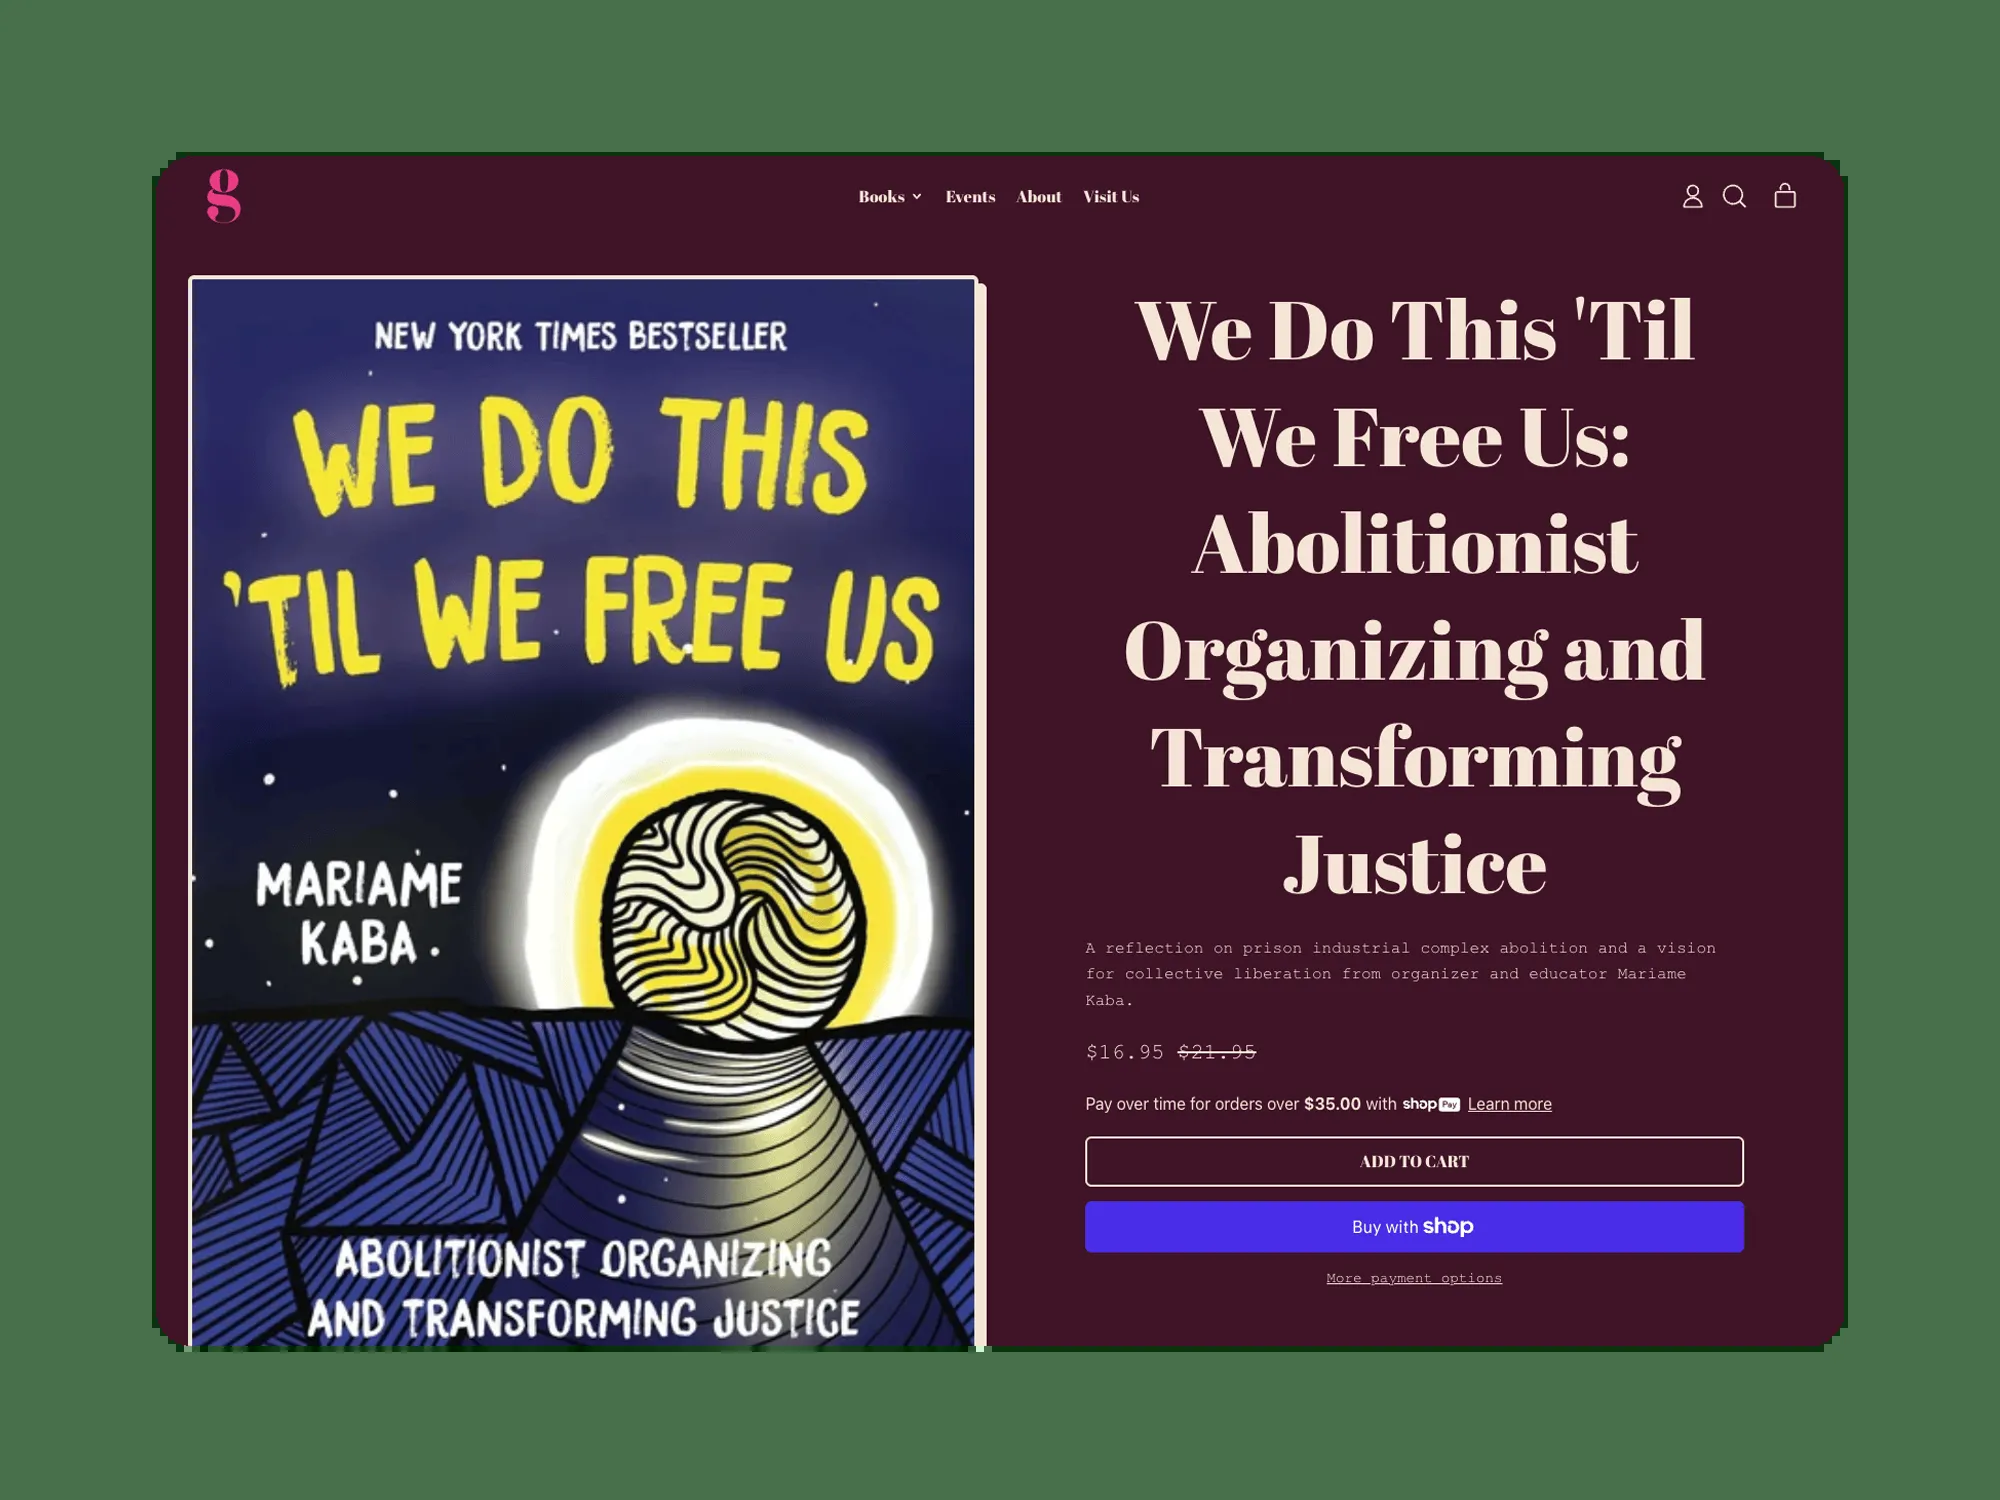 g
Books Events About Visit Us
NEW YORK TIMES BESTSELLER
WE DO THIS
'TIL WE FREE US
MARIAME
KABA
ABOLITIONIST ORGANIZING
AND TRANSFORMING JUSTICE
We Do This 'Til
We Free Us:
Abolitionist
Organizing and
Transforming
Justice
A reflection on prison industrial complex abolition and a vision
for collective liberation from organizer and educator Mariame
Kaba.
$16.95 $21.95
Pay over time for orders over $35.00 with shop Pay Learn more
ADD TO CART
Buy with shop
More payment options